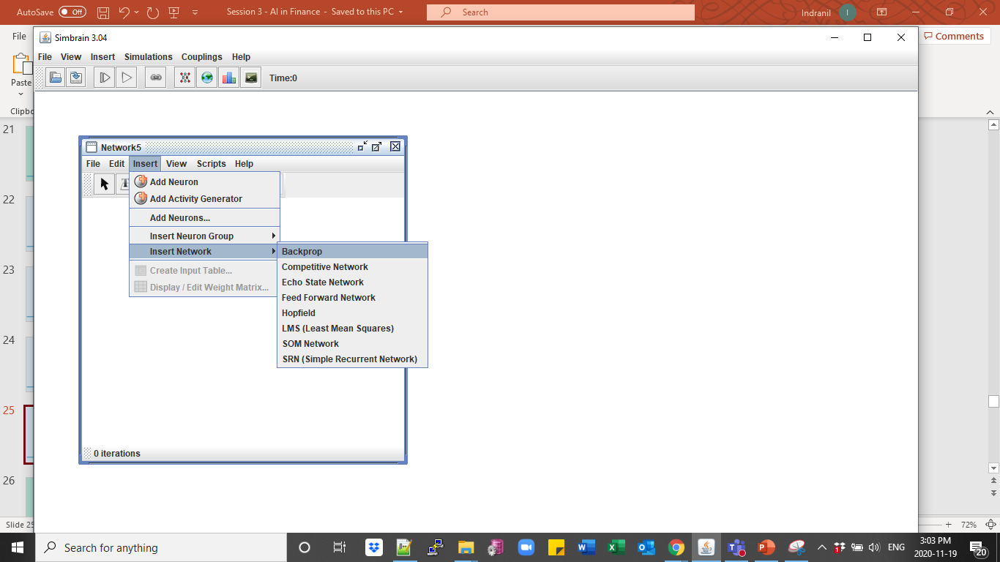 AutoSave Off Session 3 - AI in Finance - Saved to this PC Search Indranil I
File Comments
Simbrain 3.04
File View Insert Simulations Couplings Help
Time:0
Paste
Clipbo
21
22
23
24
25
26
Network5
File Edit Insert View Scripts Help
Add Neuron
Add Activity Generator
Add Neurons...
Insert Neuron Group
Insert Network
Create Input Table...
Display / Edit Weight Matrix...
Backprop
Competitive Network
Echo State Network
Feed Forward Network
Hopfield
LMS (Least Mean Squares)
SOM Network
SRN (Simple Recurrent Network)
0 iterations
Slide 25
72%
Search for anything
ENG
3:03 PM
2020-11-19
20